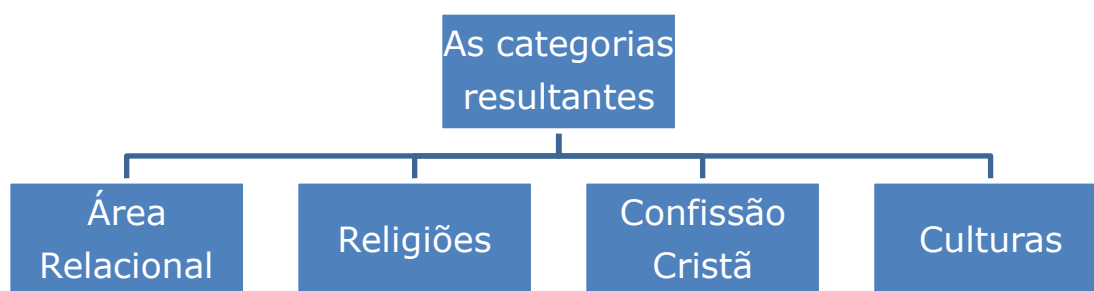 As categorias
resultantes
Área
Relacional
Religiões
Confissão
Cristã
Culturas